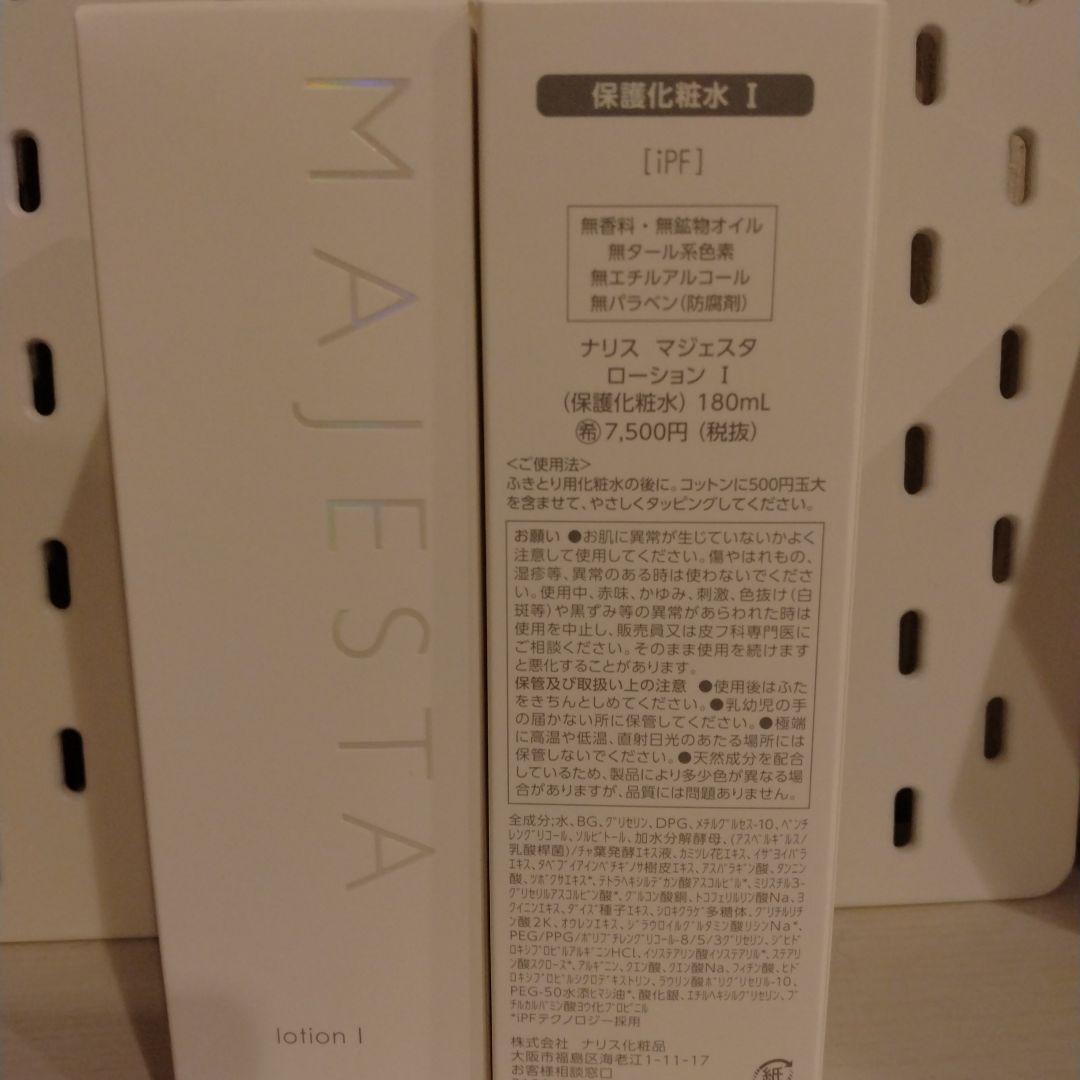 MAJESTA
lotion I
保護化粧水 I
[iPF]
無香料・無鉱物オイル
無タール系色素
無エチルアルコール
無パラベン(防腐剤)
ナリス マジェスタ
ローション I
(保護化粧水) 180mL
㊭7,500円 (税抜)
<ご使用法>
ふきとり用化粧水の後に。コットンに500円玉大
を含ませて、やさしくタッピングしてください。
お願い ●お肌に異常が生じていないかよく
注意して使用してください。傷やはれもの、
湿疹等、異常のある時は使わないでくださ
い。使用中、赤味、かゆみ、刺激、色抜け(白
斑等)や黒ずみ等の異常があらわれた時は
使用を中止し、販売員又は皮フ科専門医に
ご相談ください。そのまま使用を続けますと
悪化することがあります。
保管及び取扱い上の注意 ●使用後はふた
をきちんとしめてください。●乳幼児の手
の届かない所に保管してください。●極端
に高温や低温、直射日光のあたる場所には
保管しないでください。●天然成分を配合
しているため、製品により多少色が異なる場
合がありますが、品質には問題ありません。
全成分;水、BG、グリセリン、DPG、メチルグルセス-10、ペンチ
レングリコール、ソルビトール、加水分解酵母、(アスペルギルス/
乳酸桿菌)/チャ葉発酵エキス液、カミツレ花エキス、イザヨイバラ
エキス、タベブイアインペチギノサ樹皮エキス、アスパラギン酸、タンニン
酸、ツボクサエキス*、テトラヘキシルデカン酸アスコルビル*、ミリスチル3-
グリセリルアスコルビン酸*、グルコン酸銅、トコフェリルリン酸Na、ヨ
クイニンエキス、ダイズ種子エキス、シロキクラゲ多糖体、グリチルリチ
ン酸2K、オウレンエキス、ジラウロイルグルタミン酸リシンNa*、
PEG/PPG/ポリブチレングリコール-8/5/3グリセリン、ジヒド
ロキシプロピルアルギニンHCl、イソステアリン酸イソステアリル*、ステアリ
ン酸スクロース*、アルギニン、クエン酸、クエン酸Na、フィチン酸、ヒド
ロキシプロピルシクロデキストリン、ラウリン酸ポリグリセリル-10、
PEG-50水添ヒマシ油*、酸化銀、エチルヘキシルグリセリン、ブ
チルカルバミン酸ヨウ化プロピニル
*iPFテクノロジー採用
株式会社 ナリス化粧品
大阪市福島区海老江1-11-17
お客様相談窓口
紙